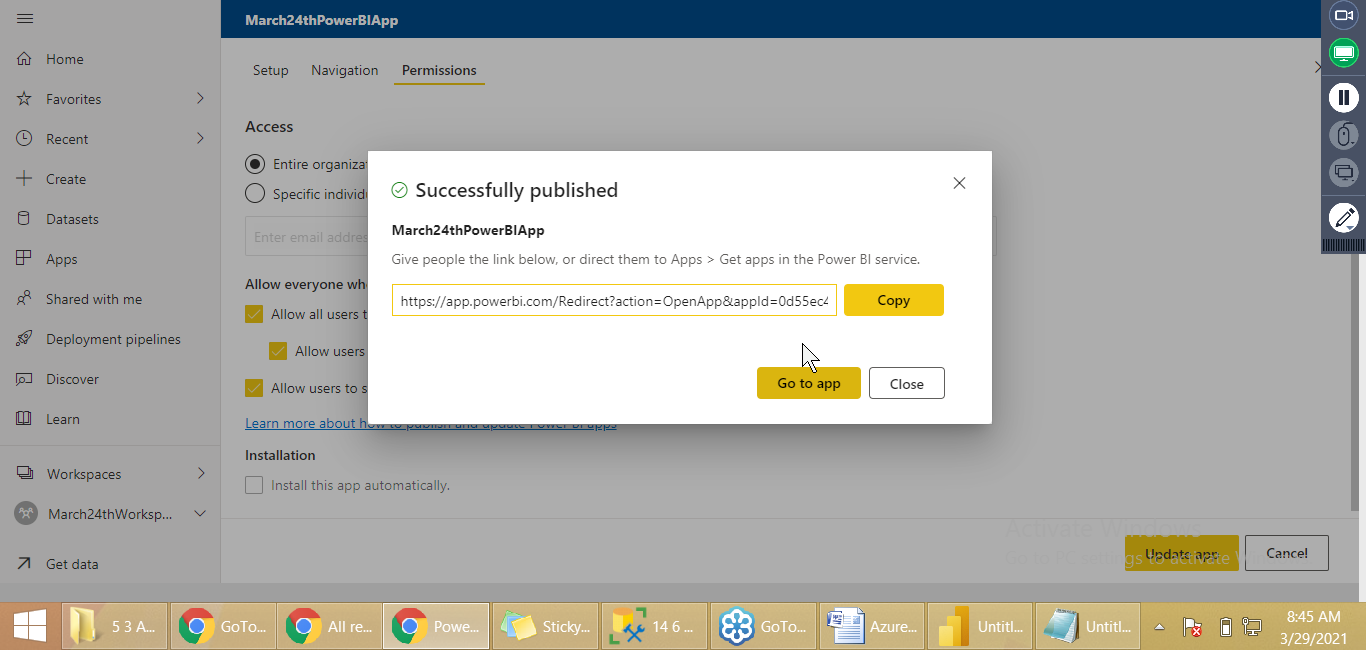 March24thPowerBIApp
Home
Favorites
Recent
Create
Datasets
Apps
Shared with me
Deployment pipelines
Discover
Learn
Workspaces
March24thWorksp...
Get data
Setup Navigation Permissions
Access
Entire organiza
Specific individ
Enter email addre
Allow everyone wh
Allow all users t
Allow users
Allow users to s
Learn more about how to publish and update Power BI apps
Installation
Install this app automatically.
Successfully published
March24thPowerBIApp
Give people the link below, or direct them to Apps > Get apps in the Power BI service.
https://app.powerbi.com/Redirect?action=OpenApp&appId=0d55ec4
Copy
Go to app
Close
Activate Windows
Go to PC settings to activate
Update app
Cancel
5 3 A...
GoTo...
All re...
Powe...
Sticky...
14 6 ...
GoTo...
Azure...
Untitl...
Untitl...
8:45 AM
3/29/2021